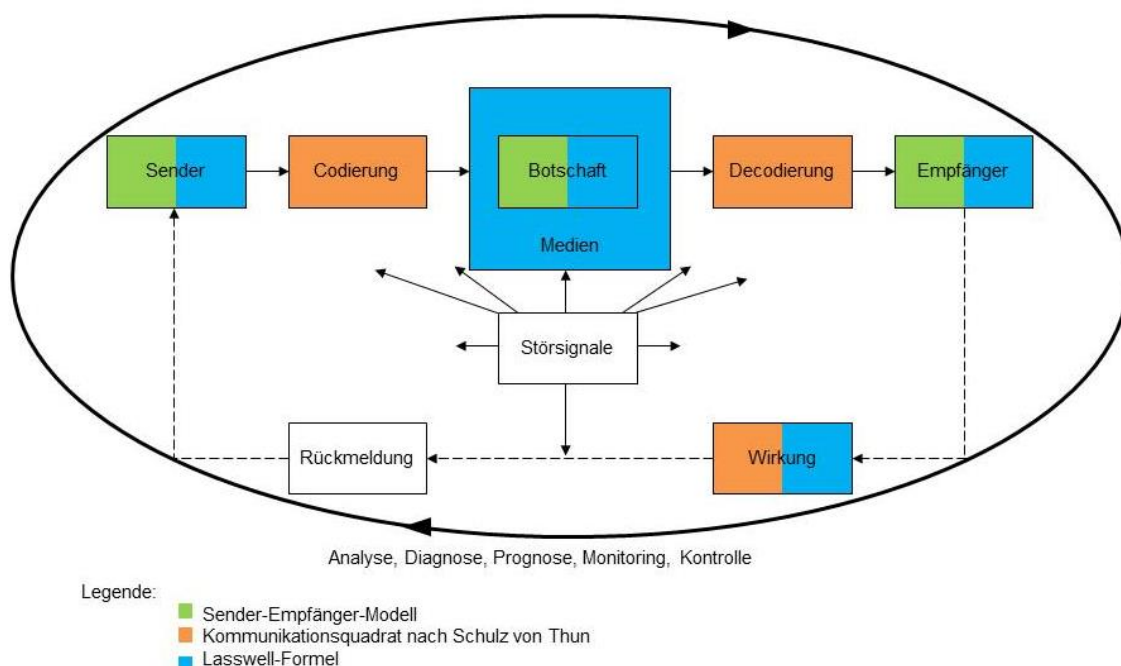 Sender
Codierung
Botschaft
Medien
Decodierung
Empfänger
Störsignale
Rückmeldung
Wirkung
Analyse, Diagnose, Prognose, Monitoring, Kontrolle
Legende:
Sender-Empfänger-Modell
Kommunikationsquadrat nach Schulz von Thun
Lasswell-Formel